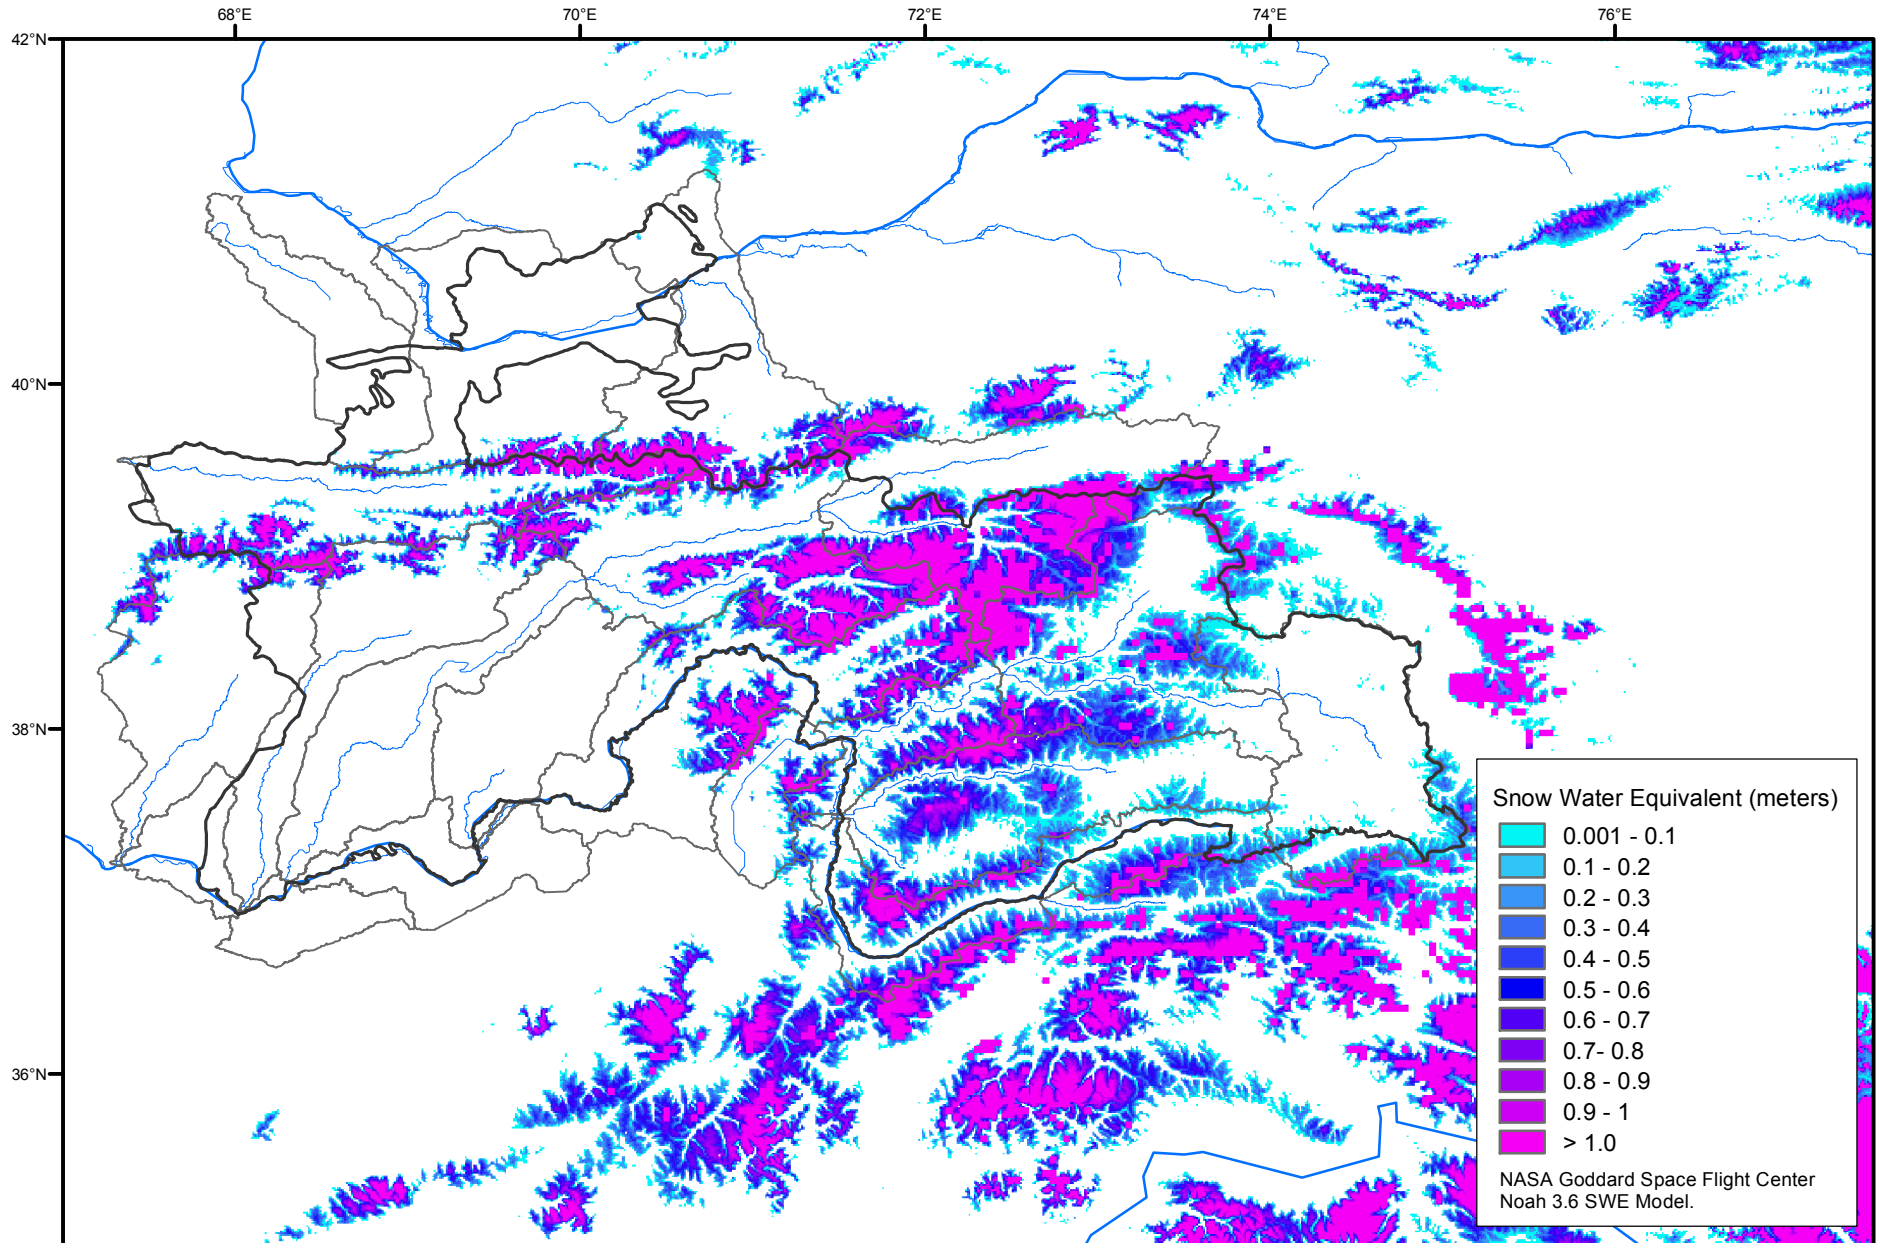 68°E
70°E
72°E
74°E
76°E
42°N
40°N
38°N
36°N
Snow Water Equivalent (meters)
0.001 - 0.1
0.1 - 0.2
0.2 - 0.3
0.3 - 0.4
0.4 - 0.5
0.5 - 0.6
0.6 - 0.7
0.7- 0.8
0.8 - 0.9
0.9 - 1
> 1.0
NASA Goddard Space Flight Center
Noah 3.6 SWE Model.